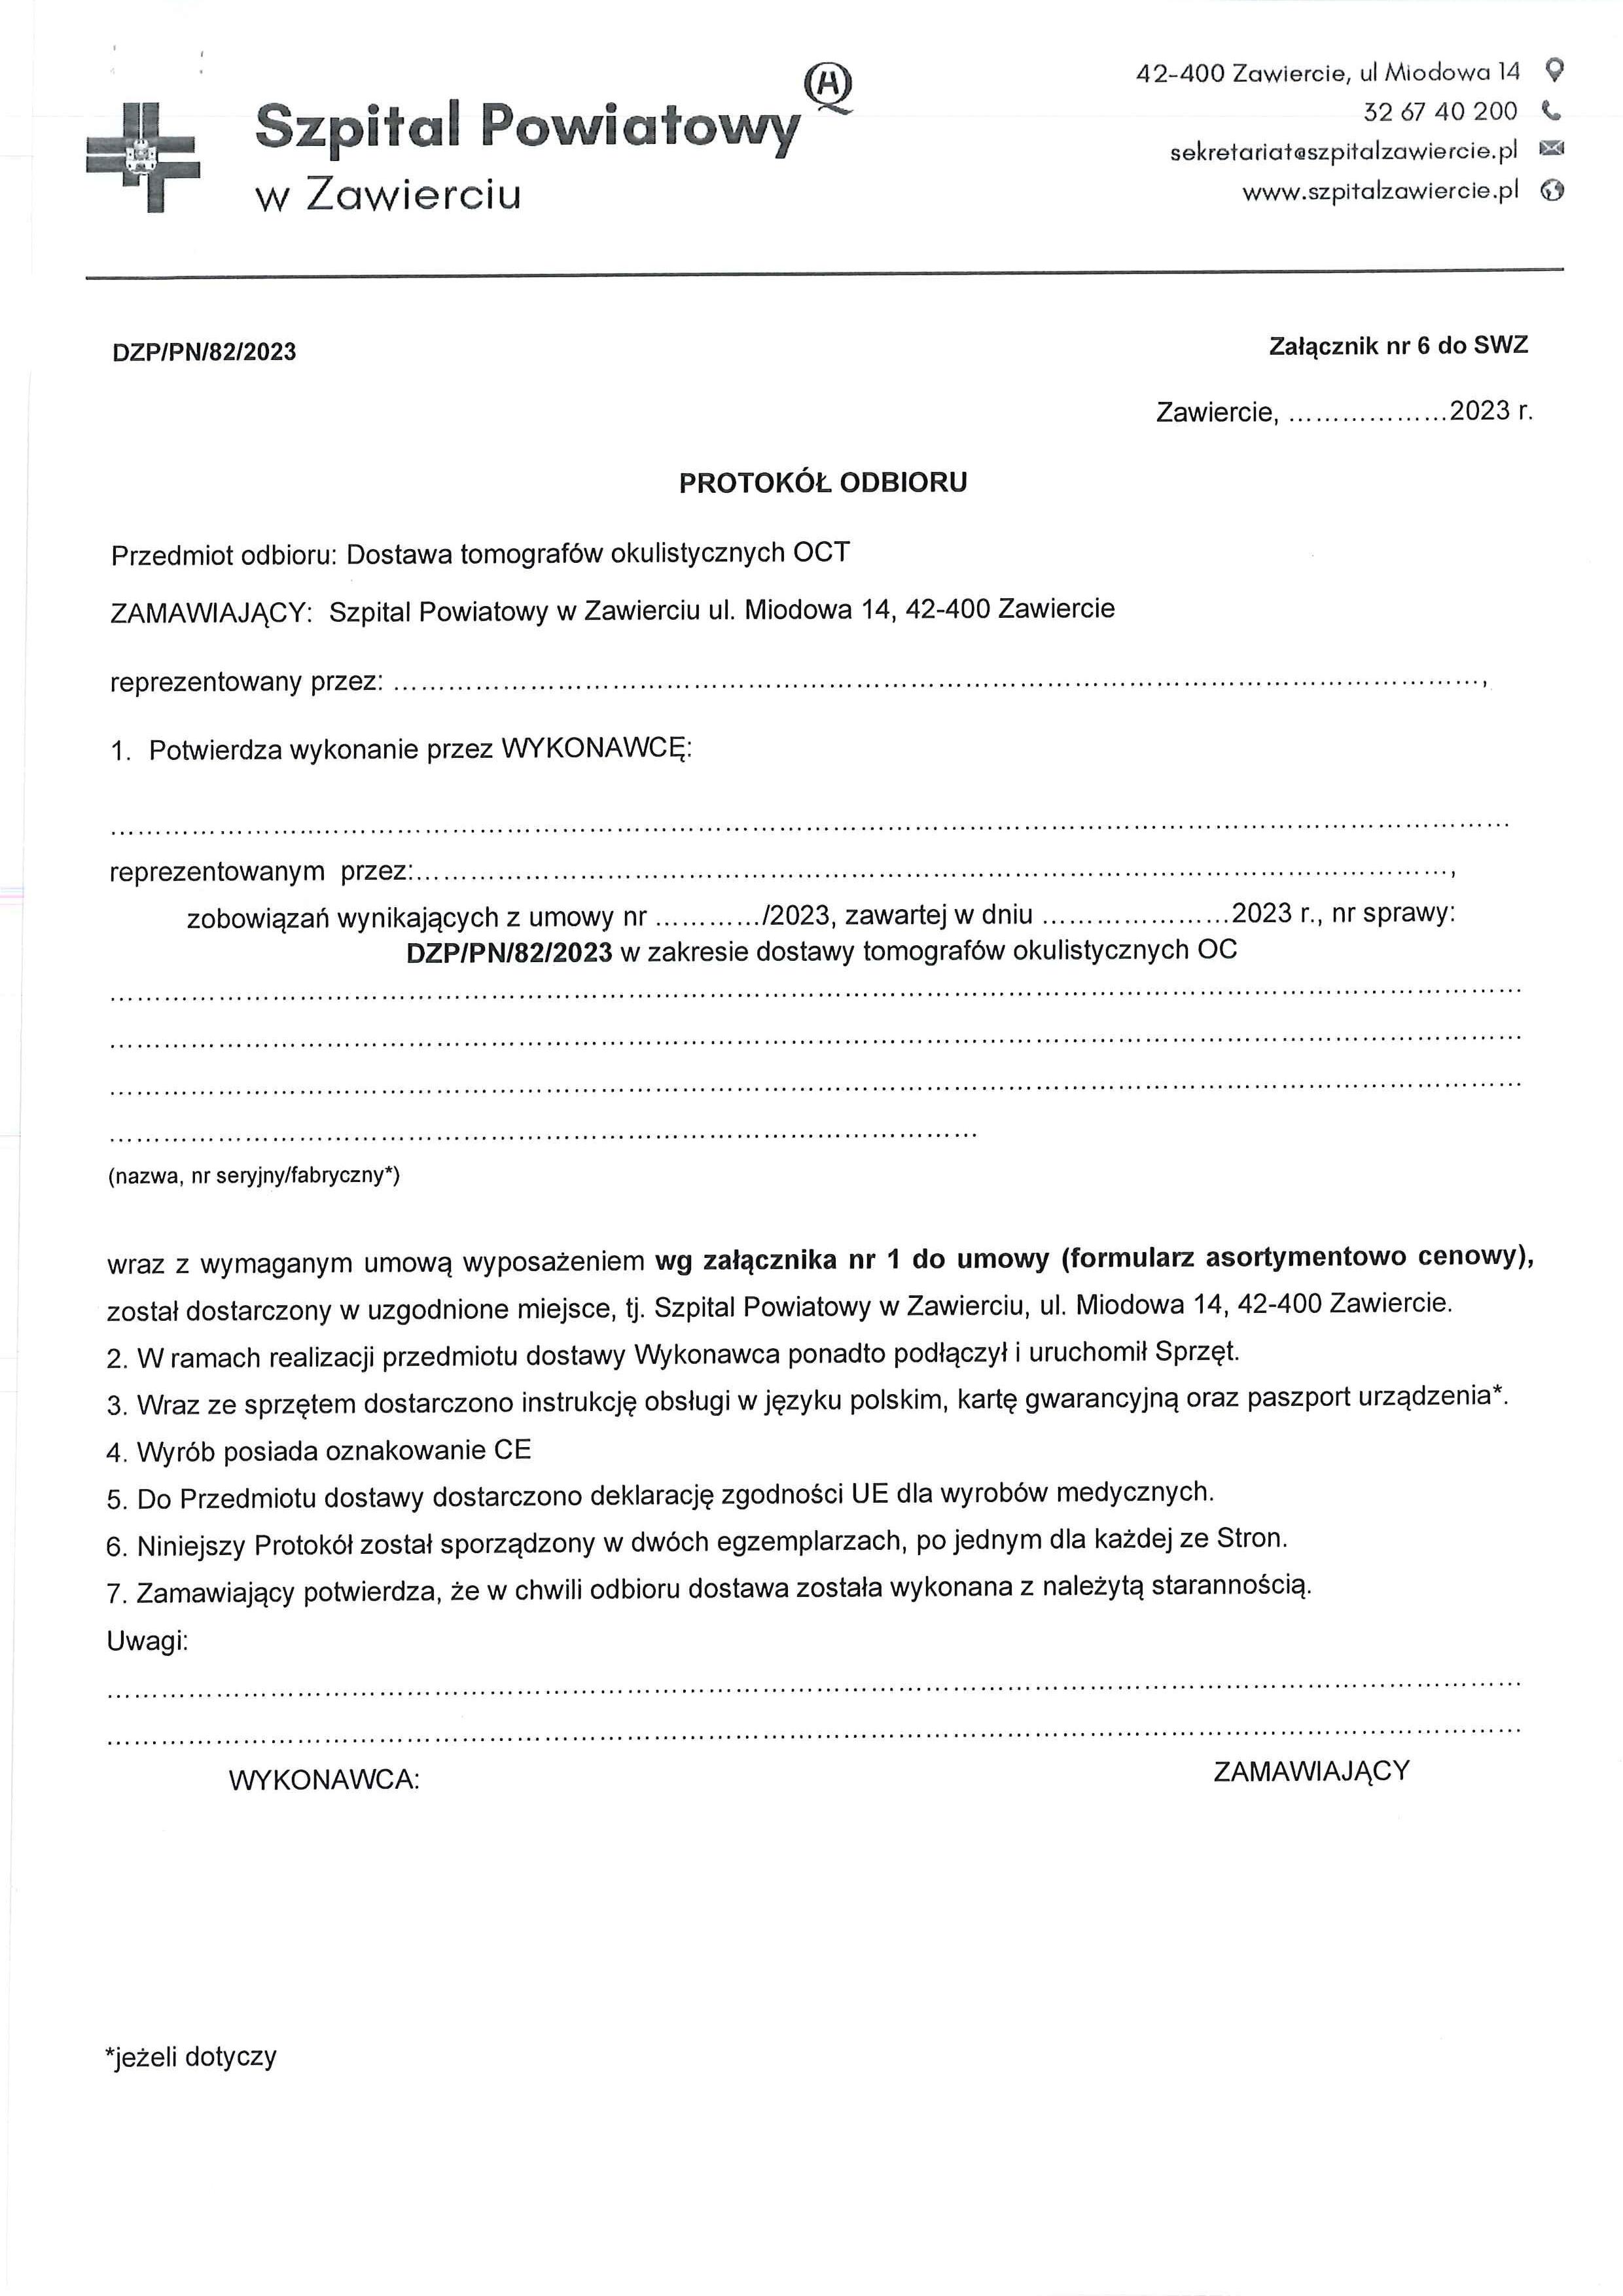 Szpital Powiatowy
w Zawierciu
42-400 Zawiercie, ul Miodowa 14
32 67 40 200
sekretariat@szpitalzawiercie.pl
www.szpitalzawiercie.pl
DZP/PN/82/2023
Załącznik nr 6 do SWZ
Zawiercie, ..................2023 r.
PROTOKÓŁ ODBIORU
Przedmiot odbioru: Dostawa tomografów okulistycznych OCT
ZAMAWIAJĄCY: Szpital Powiatowy w Zawierciu ul. Miodowa 14, 42-400 Zawiercie
reprezentowany przez: ..........................................................................................................................,
1. Potwierdza wykonanie przez WYKONAWCĘ:
............................................................................................................................................................
reprezentowanym przez:...................................................................................................................,
zobowiązań wynikających z umowy nr ............/2023, zawartej w dniu .....................2023 r., nr sprawy:
DZP/PN/82/2023 w zakresie dostawy tomografów okulistycznych OC
............................................................................................................................................................
............................................................................................................................................................
............................................................................................................................................................
................................................................................................
(nazwa, nr seryjny/fabryczny*)
wraz z wymaganym umową wyposażeniem wg załącznika nr 1 do umowy (formularz asortymentowo cenowy),
został dostarczony w uzgodnione miejsce, tj. Szpital Powiatowy w Zawierciu, ul. Miodowa 14, 42-400 Zawiercie.
2. W ramach realizacji przedmiotu dostawy Wykonawca ponadto podłączył i uruchomił Sprzęt.
3. Wraz ze sprzętem dostarczono instrukcję obsługi w języku polskim, kartę gwarancyjną oraz paszport urządzenia*.
4. Wyrób posiada oznakowanie CE
5. Do Przedmiotu dostawy dostarczono deklarację zgodności UE dla wyrobów medycznych.
6. Niniejszy Protokół został sporządzony w dwóch egzemplarzach, po jednym dla każdej ze Stron.
7. Zamawiający potwierdza, że w chwili odbioru dostawa została wykonana z należytą starannością.
Uwagi:
............................................................................................................................................................
............................................................................................................................................................
WYKONAWCA:
ZAMAWIAJĄCY
*jeżeli dotyczy